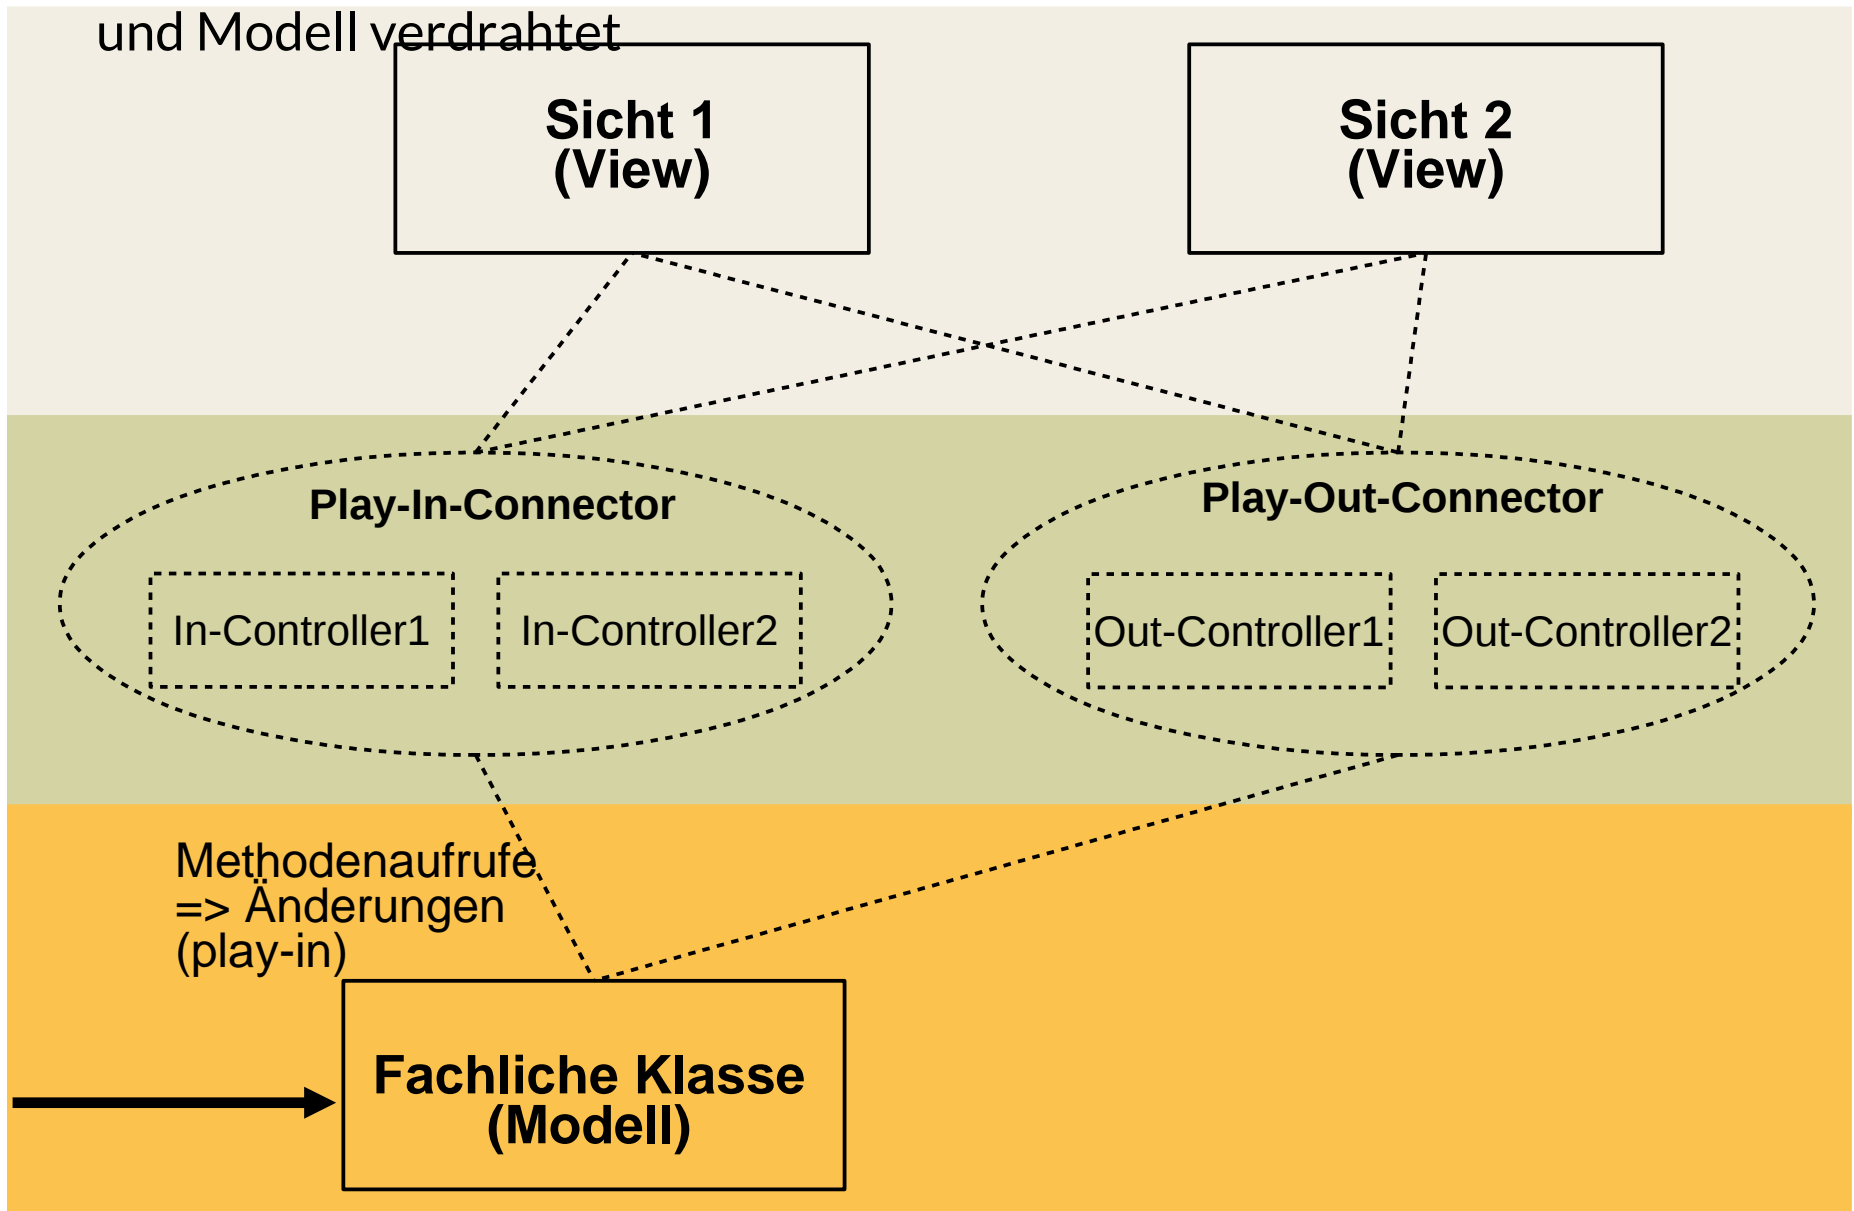 und Modell verdrahtet
Sicht 1
(View)
Sicht 2
(View)
Play-In-Connector
Play-Out-Connector
In-Controller1
In-Controller2
Out-Controller1
Out-Controller2
Methodenaufrufe
=> Änderungen
(play-in)
Fachliche Klasse
(Modell)